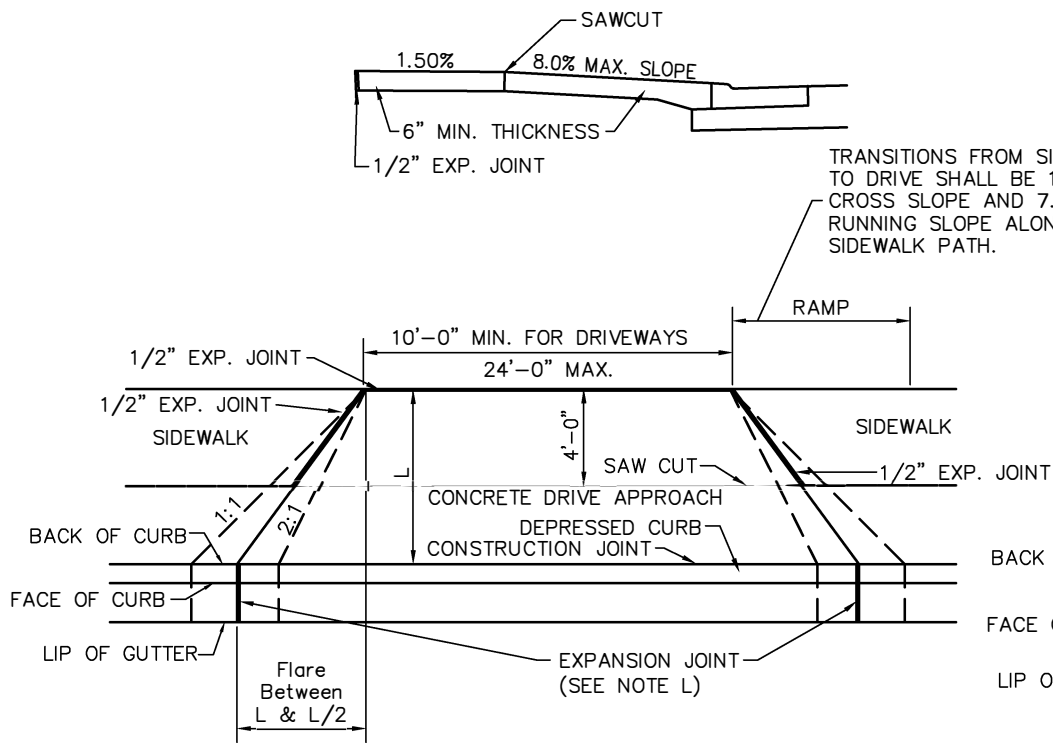 SAWCUT
1.50%
8.0% MAX. SLOPE
6" MIN. THICKNESS
1/2" EXP. JOINT
TRANSITIONS FROM SI
TO DRIVE SHALL BE 1
CROSS SLOPE AND 7.
RUNNING SLOPE ALON
SIDEWALK PATH.
RAMP
10'-0" MIN. FOR DRIVEWAYS
24'-0" MAX.
1/2" EXP. JOINT
1/2" EXP. JOINT
SIDEWALK
SIDEWALK
L
4'-0"
SAW CUT
1/2" EXP. JOINT
CONCRETE DRIVE APPROACH
1:1
2:1
DEPRESSED CURB
BACK OF CURB
CONSTRUCTION JOINT
BACK
FACE OF CURB
FACE
LIP OF GUTTER
EXPANSION JOINT
(SEE NOTE L)
LIP
Flare
Between
L & L/2